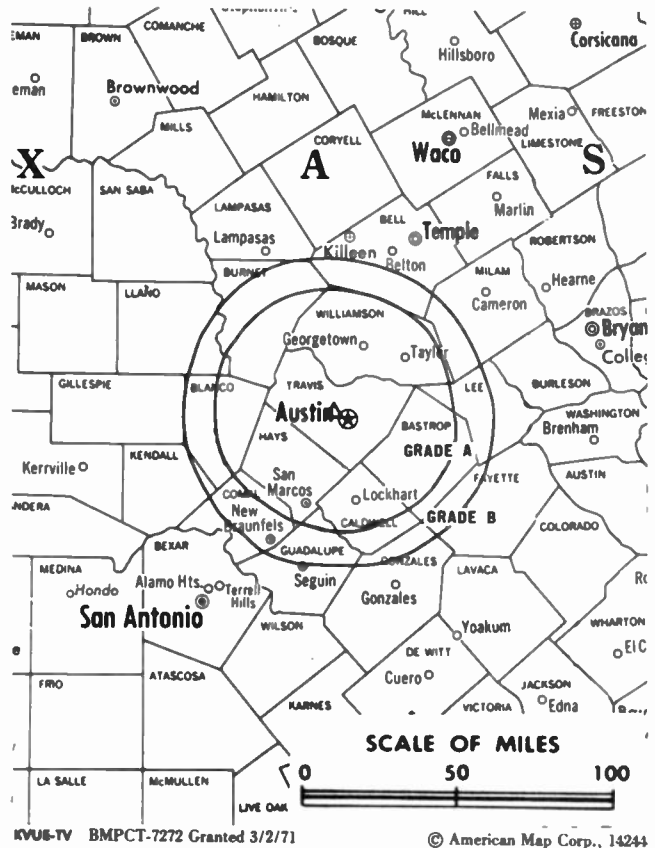 HILL
COMANCHE
EMAN
BROWN
BOSQUE
Hillsboro
Corsicana
eman
Brownwood
HAMILTON
McLENNAN
Mexia
FREESTON
MILLS
Bellmead
Waco
LIMESTONE
CORYELL
X
A
S
McCULLOCH
SAN SABA
FALLS
LAMPASAS
Marlin
BELL
Brady
Lampasas
Killeen
Temple
Belton
ROBERTSON
BURNET
MILAM
Hearne
MASON
LLANO
Cameron
WILLIAMSON
BRAZOS
Bryan
Georgetown
Taylor
Colleg
GILLESPIE
BLANCO
TRAVIS
LEE
BURLESON
Austin
WASHINGTON
BASTROP
Brenham
HAYS
GRADE A
KENDALL
Kerrville
San
Marcos
FAYETTE
AUSTIN
COMAL
Lockhart
NDERA
New
Braunfels
CALDWELL
GRADE B
COLORADO
BEXAR
GUADALUPE
GONZALES
LAVACA
MEDINA
Hondo
Alamo Hts.
Terrell
Hills
Seguin
Gonzales
San Antonio
WILSON
WHARTON
Yoakum
DE WITT
El C
FRIO
ATASCOSA
Cuero
JACKSON
KARNES
VICTORIA
Edna
SCALE OF MILES
0 50 100
LA SALLE
McMULLEN
LIVE OAK
KVUE-TV BMPCT-7272 Granted 3/2/71
© American Map Corp., 14244